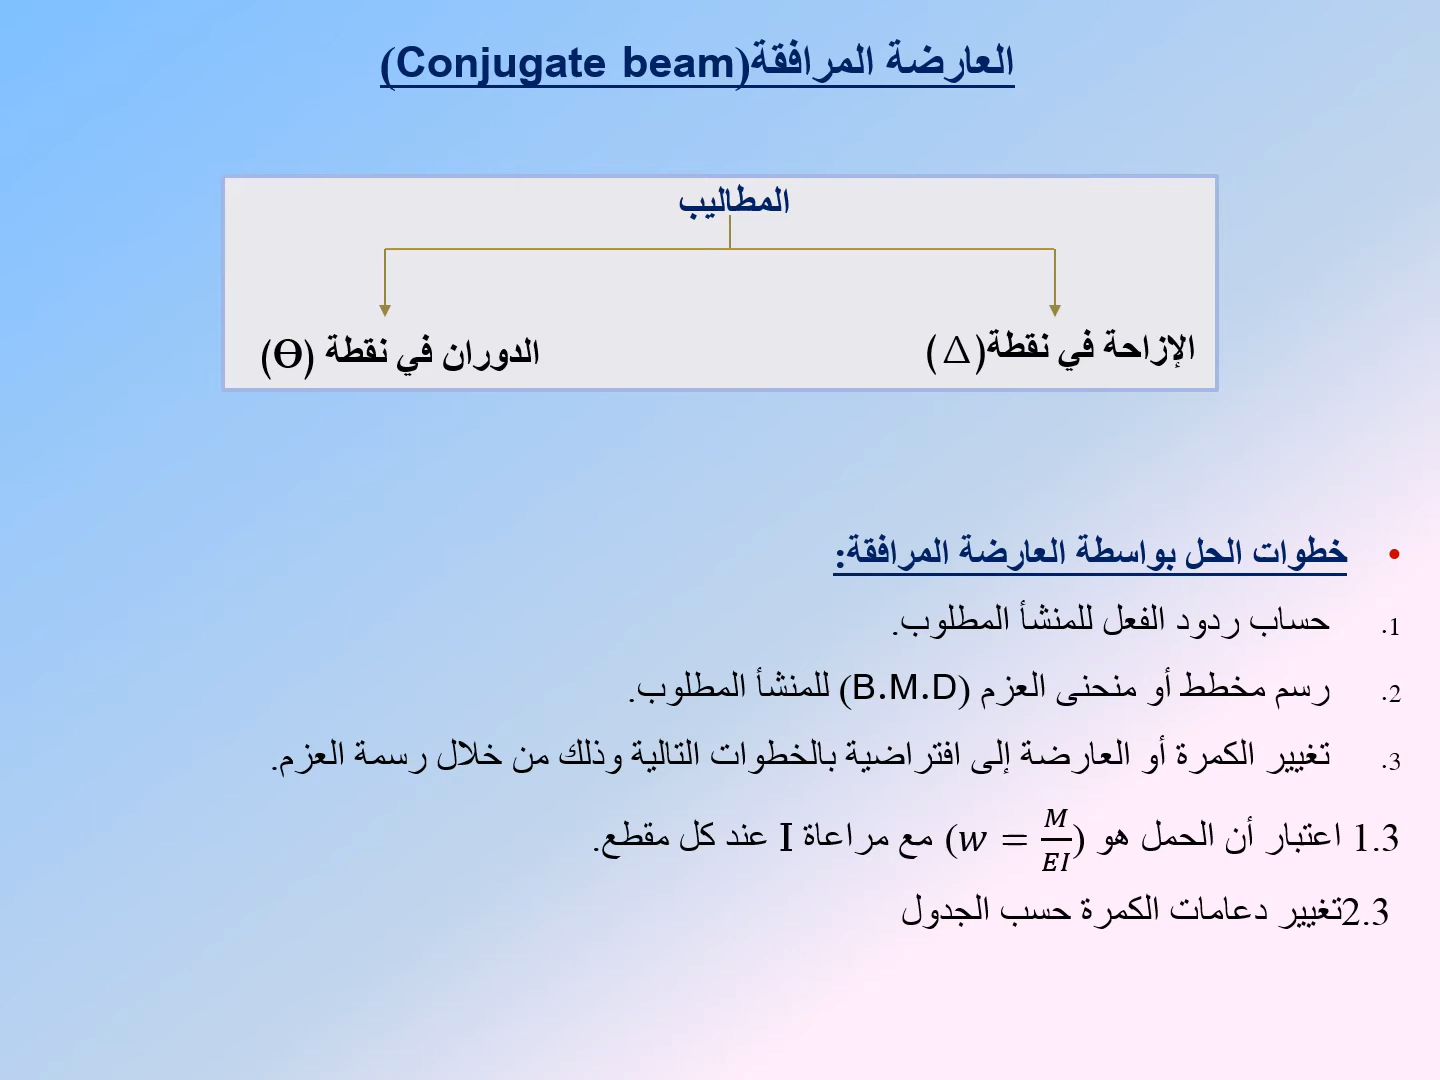 العارضة المرافقة(Conjugate beam)
المطاليب
الإزاحة في نقطة(Δ)
الدوران في نقطة (Ɵ)
• خطوات الحل بواسطة العارضة المرافقة:
1. حساب ردود الفعل للمنشأ المطلوب.
2. رسم مخطط أو منحنى العزم (B.M.D) للمنشأ المطلوب.
3. تغيير الكمرة أو العارضة إلى افتراضية بالخطوات التالية وذلك من خلال رسمة العزم.
1.3 اعتبار أن الحمل هو (w = M/EI) مع مراعاة I عند كل مقطع.
2.3تغيير دعامات الكمرة حسب الجدول